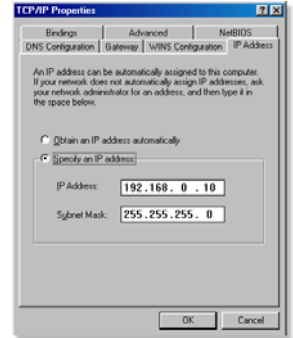 TCP/IP Properties
Bindings Advanced NetBIOS
DNS Configuration Gateway WINS Configuration IP Address
An IP address can be automatically assigned to this computer.
If your network does not automatically assign IP addresses, ask
your network administrator for an address, and then type it in
the space below.
Obtain an IP address automatically
Specify an IP address:
IP Address: 192.168. 0 .10
Subnet Mask: 255.255.255. 0
OK Cancel